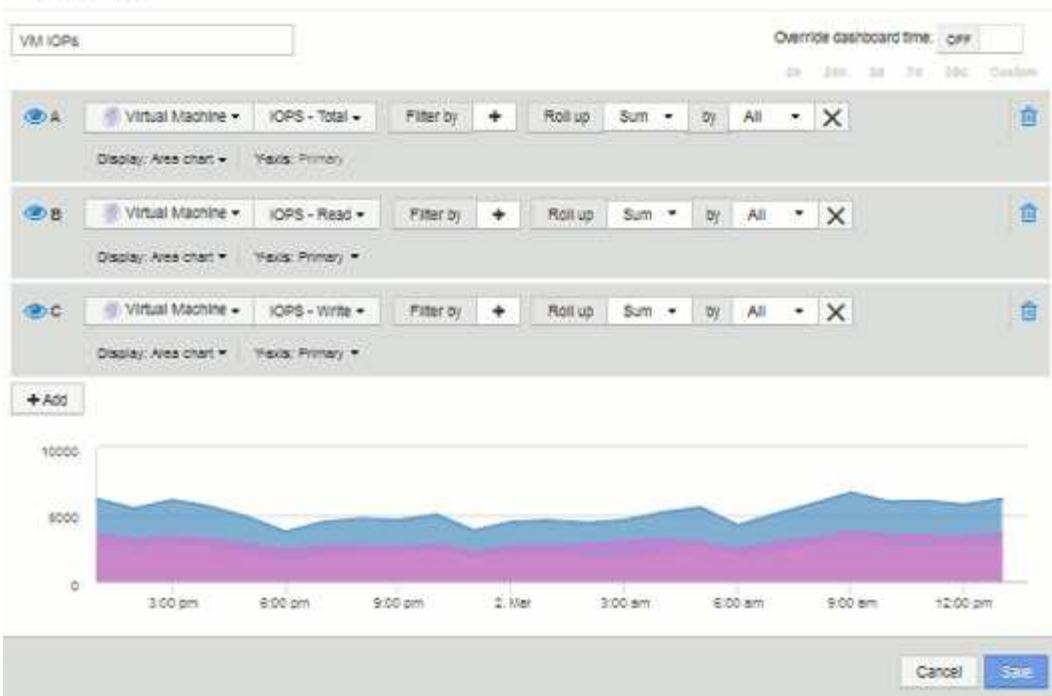 VM IOPs
Override dashboard time: OFF
3d 7d Custom
A Virtual Machine IOPS - Total Filter by + Roll up Sum by All X
Display: Area chart Y-axis: Primary
B Virtual Machine IOPS - Read Filter by + Roll up Sum by All X
Display: Area chart Y-axis: Primary
C Virtual Machine IOPS - Write Filter by + Roll up Sum by All X
Display: Area chart Y-axis: Primary
+ Add
10000
5000
0
3:00 pm 6:00 pm 9:00 pm 2. Mar 3:00 am 6:00 am 9:00 am 12:00 pm
Cancel Save